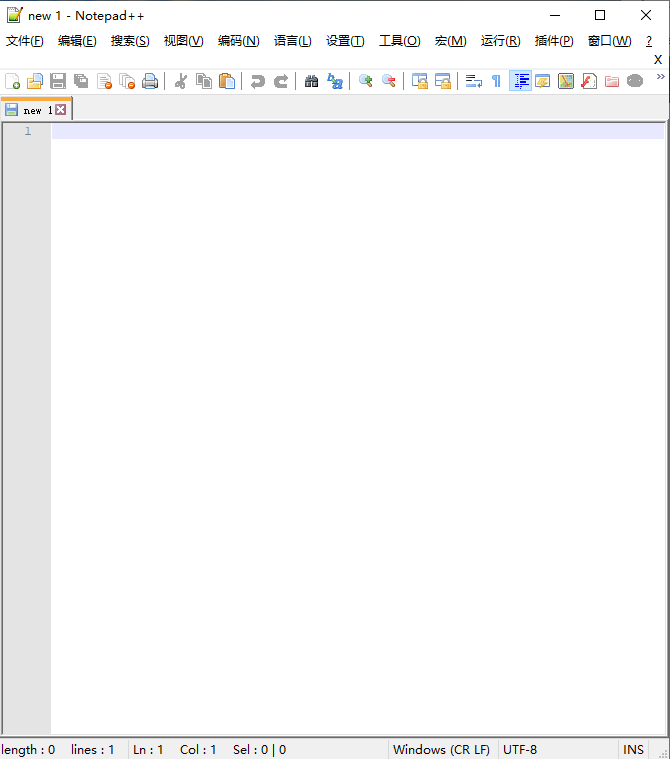 new 1 - Notepad++
文件(F) 编辑(E) 搜索(S) 视图(V) 编码(N) 语言(L) 设置(T) 工具(O) 宏(M) 运行(R) 插件(P) 窗口(W) ?
X
new 1
1
length : 0 lines : 1 Ln : 1 Col : 1 Sel : 0 | 0 Windows (CR LF) UTF-8 INS